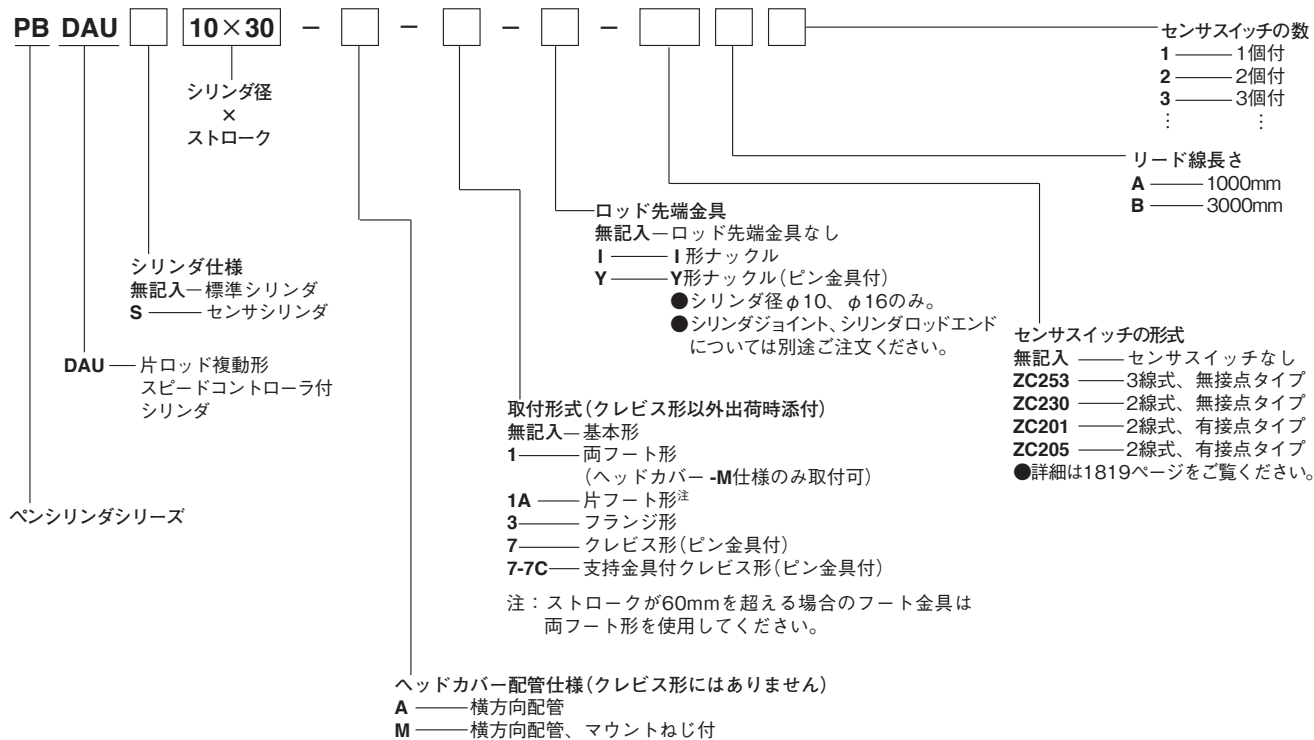 PB DAU 10×30 － － － －
シリンダ径
×
ストローク
センサスイッチの数
1 1個付
2 2個付
3 3個付
⋮ ⋮
リード線長さ
A 1000mm
B 3000mm
センサスイッチの形式
無記入 センサスイッチなし
ZC253 3線式、無接点タイプ
ZC230 2線式、無接点タイプ
ZC201 2線式、有接点タイプ
ZC205 2線式、有接点タイプ
●詳細は1819ページをご覧ください。
ロッド先端金具
無記入 ロッド先端金具なし
I I 形ナックル
Y Y形ナックル(ピン金具付)
●シリンダ径φ10、φ16のみ。
●シリンダジョイント、シリンダロッドエンド
については別途ご注文ください。
取付形式(クレビス形以外出荷時添付)
無記入 基本形
1 両フート形
(ヘッドカバー -M仕様のみ取付可)
1A 片フート形注
3 フランジ形
7 クレビス形(ピン金具付)
7-7C 支持金具付クレビス形(ピン金具付)
注：ストロークが60mmを超える場合のフート金具は
両フート形を使用してください。
ヘッドカバー配管仕様(クレビス形にはありません)
A 横方向配管
M 横方向配管、マウントねじ付
シリンダ仕様
無記入 標準シリンダ
S センサシリンダ
DAU 片ロッド複動形
スピードコントローラ付
シリンダ
ペンシリンダシリーズ